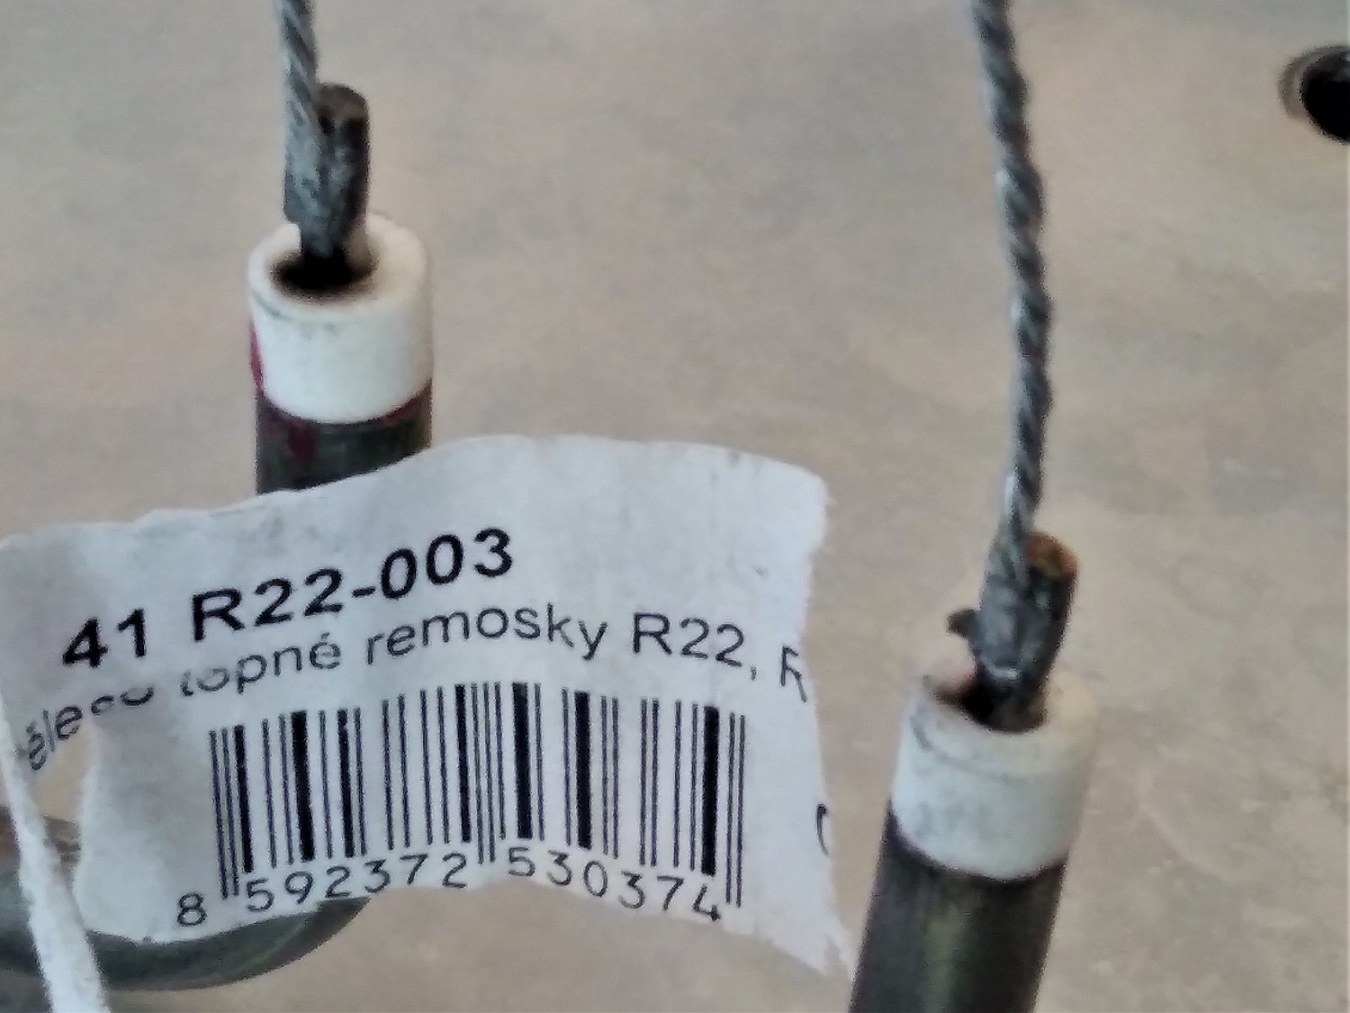 41 R22-003
topné remosky R22, R
8 592372 530374